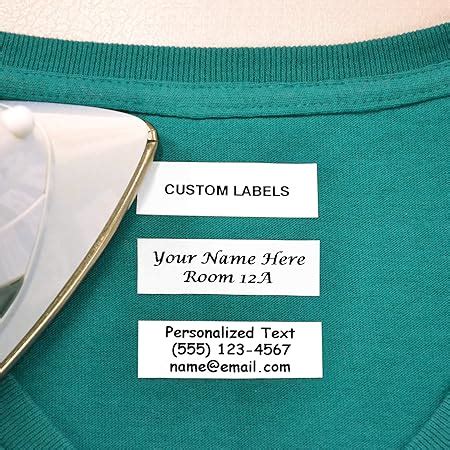 CUSTOM LABELS
Your Name Here
Room 12A
Personalized Text
(555) 123-4567
name@email.com